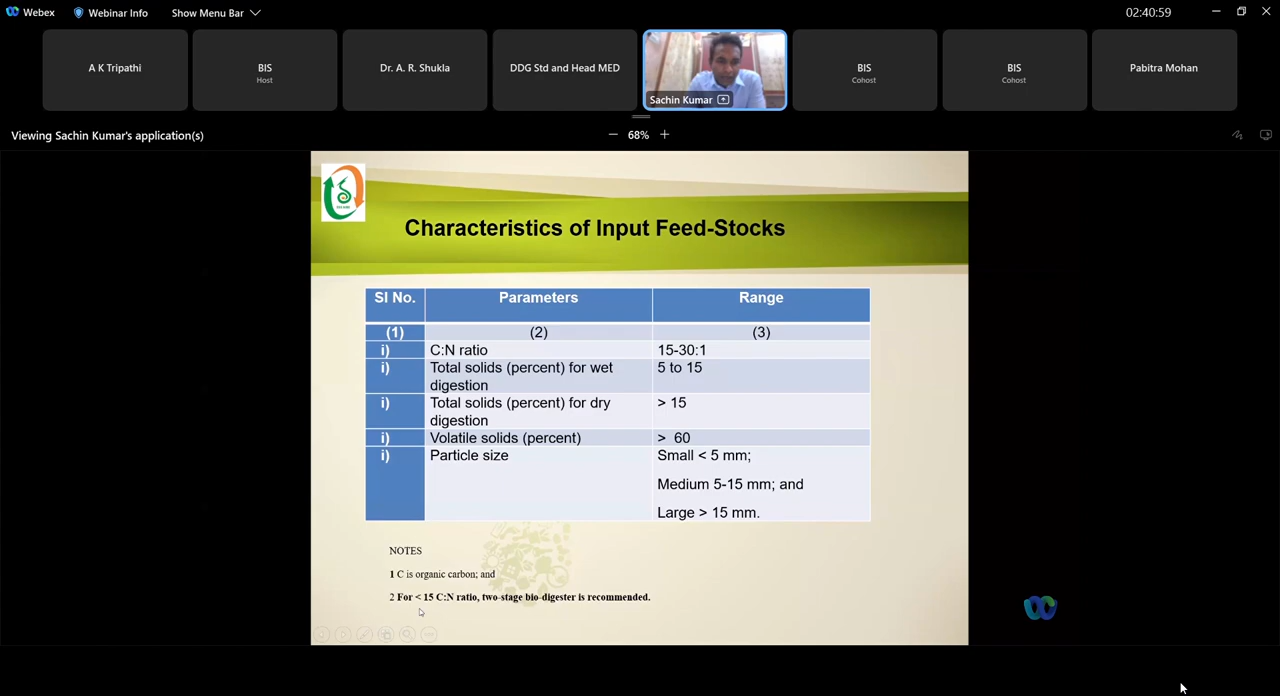 Webex
Webinar Info
Show Menu Bar
02:40:59
A K Tripathi
BIS
Host
Dr. A. R. Shukla
DDG Std and Head MED
Sachin Kumar
BIS
Cohost
BIS
Cohost
Pabitra Mohan
Viewing Sachin Kumar's application(s)
68%
Characteristics of Input Feed-Stocks
SI No. Parameters Range
(1) (2) (3)
i) C:N ratio 15-30:1
i) Total solids (percent) for wet 5 to 15
digestion
i) Total solids (percent) for dry > 15
digestion
i) Volatile solids (percent) > 60
i) Particle size Small < 5 mm;
Medium 5-15 mm; and
Large > 15 mm.
NOTES
1 C is organic carbon; and
2 For < 15 C:N ratio, two-stage bio-digester is recommended.